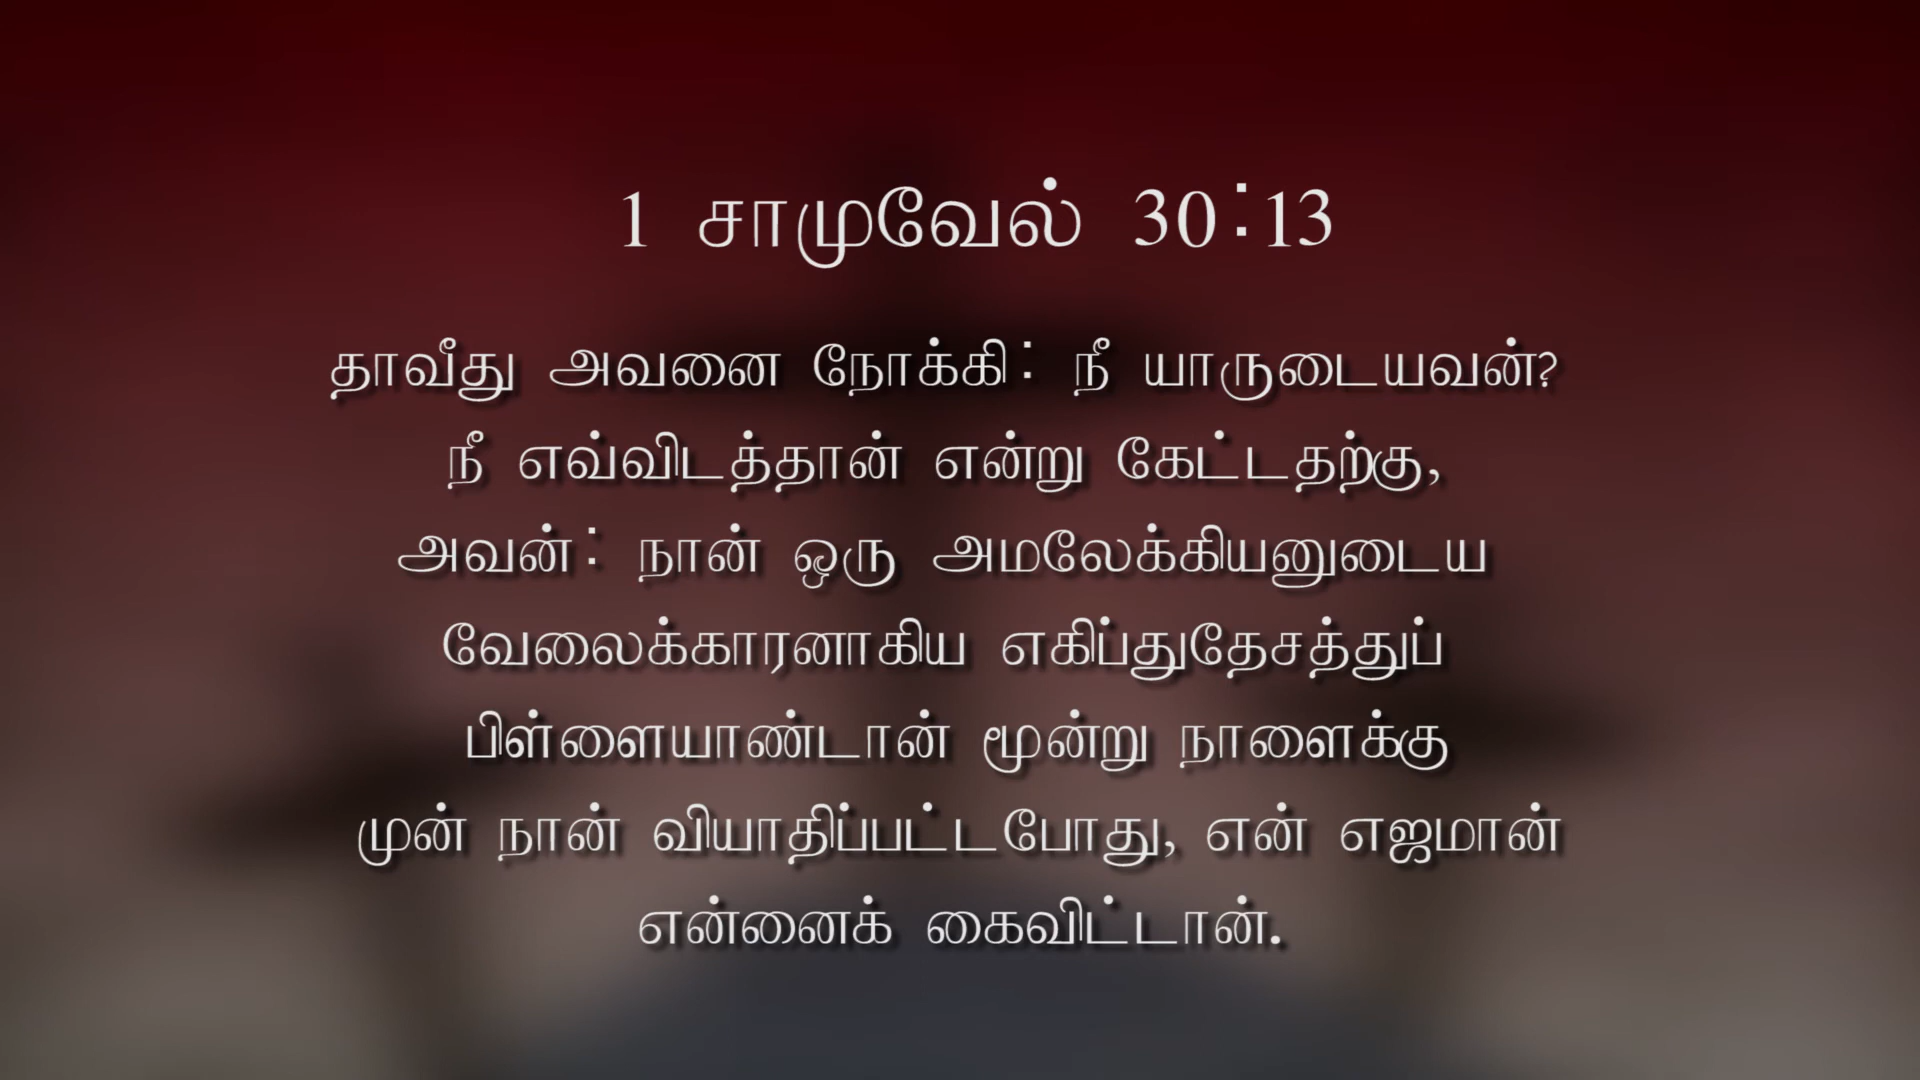 1 சாமுவேல் 30:13
தாவீது அவனை நோக்கி: நீ யாருடையவன்?
நீ எவ்விடத்தான் என்று கேட்டதற்கு,
அவன்: நான் ஒரு அமலேக்கியனுடைய
வேலைக்காரனாகிய எகிப்துதேசத்துப்
பிள்ளையாண்டான் மூன்று நாளைக்கு
முன் நான் வியாதிப்பட்டபோது, என் எஜமான்
என்னைக் கைவிட்டான்.